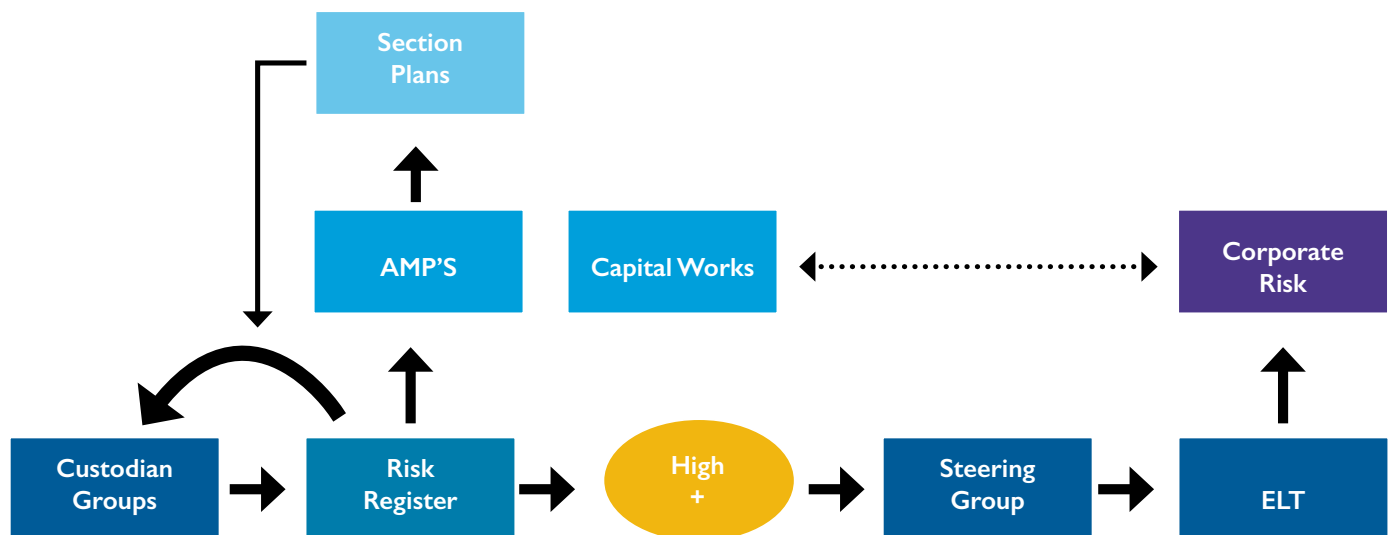 Section
Plans
AMP’S
Capital Works
Corporate
Risk
Custodian
Groups
Risk
Register
High
+
Steering
Group
ELT